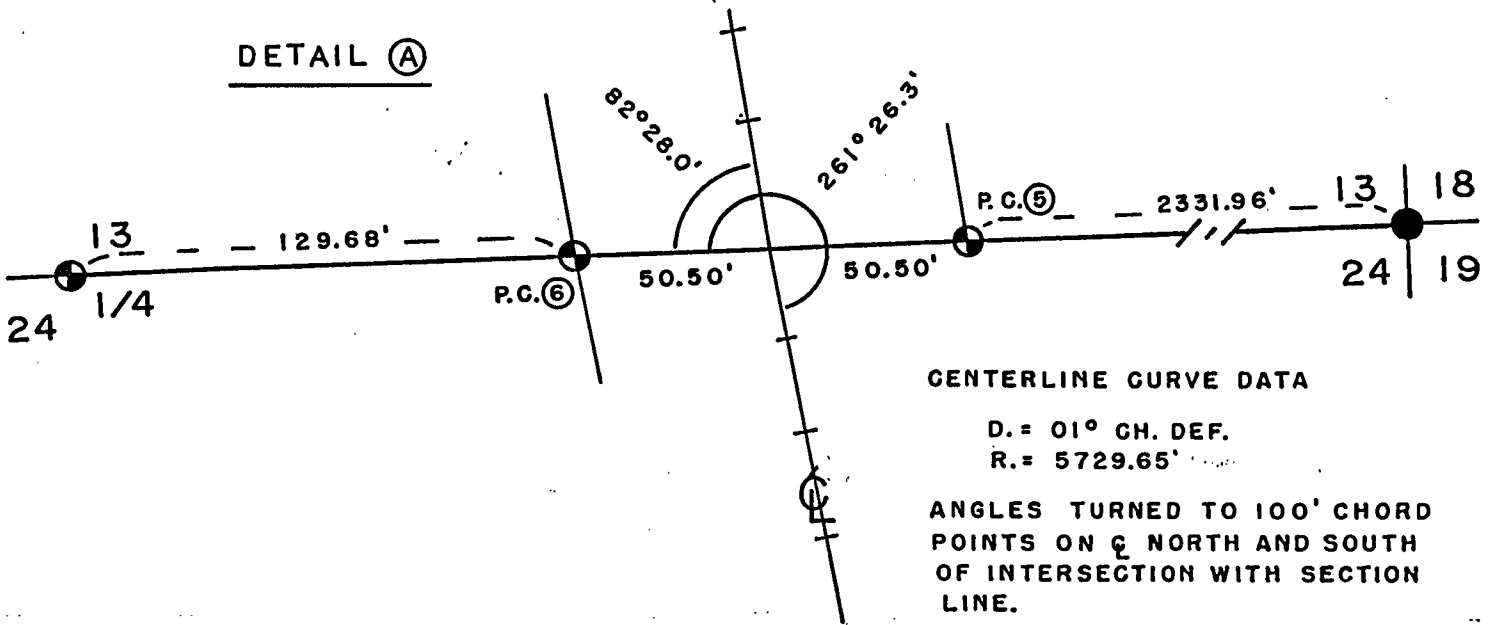 DETAIL Ⓐ
82°28.0'
261° 26.3'
P.C.⑤
2331.96'
13
18
13
129.68'
50.50'
50.50'
24
19
P.C.⑥
1/4
24
CENTERLINE CURVE DATA
D.= 01° CH. DEF.
R.= 5729.65'
℄
ANGLES TURNED TO 100' CHORD
POINTS ON ℄ NORTH AND SOUTH
OF INTERSECTION WITH SECTION
LINE.